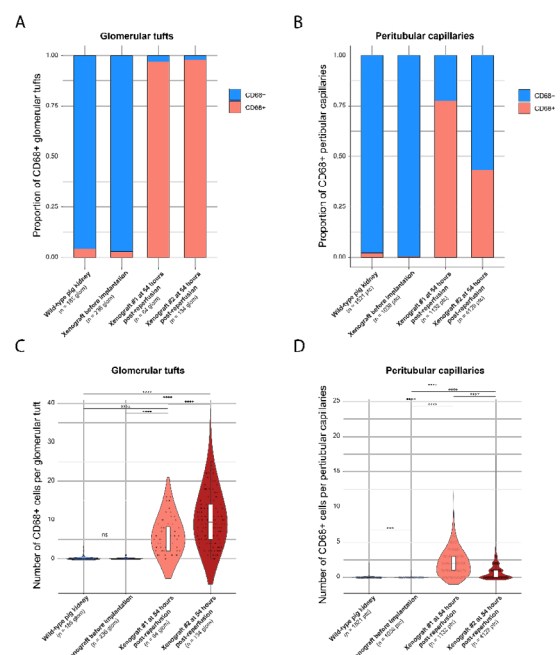 A
Glomerular tufts
Proportion of CD68+ glomerular tufts
1.00
0.75
0.50
0.25
0.00
CD68−
CD68+
Wild-type pig kidney
Xenograft before implantation
(n = 236 glom)
Xenograft #1 at 54 hours
post-reperfusion
(n = 64 glom)
Xenograft #2 at 54 hours
post-reperfusion
(n = 134 glom)
B
Peritubular capillaries
Proportion of CD68+ peritubular capillaries
1.00
0.75
0.50
0.25
0.00
CD68−
CD68+
Wild-type pig kidney
Xenograft before implantation
Xenograft #1 at 54 hours
post-reperfusion
Xenograft #2 at 54 hours
post-reperfusion
C
Glomerular tufts
Number of CD68+ cells per glomerular tuft
40
30
20
10
0
ns
****
****
****
****
****
Wild-type pig kidney
Xenograft before implantation
(n = 236 glom)
Xenograft #1 at 54 hours
post-reperfusion
Xenograft #2 at 54 hours
post-reperfusion
D
Peritubular capillaries
Number of CD68+ cells per peritubular capillaries
25
20
15
10
5
0
***
****
****
****
****
****
Wild-type pig kidney
Xenograft before implantation
Xenograft #1 at 54 hours
post-reperfusion
Xenograft #2 at 54 hours
post-reperfusion